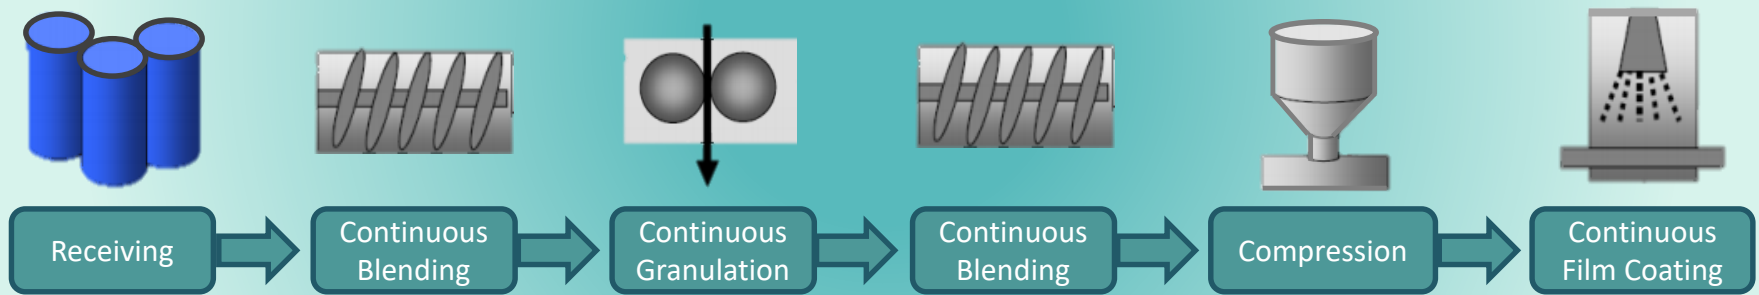 Receiving
Continuous
Blending
Continuous
Granulation
Continuous
Blending
Compression
Continuous
Film Coating